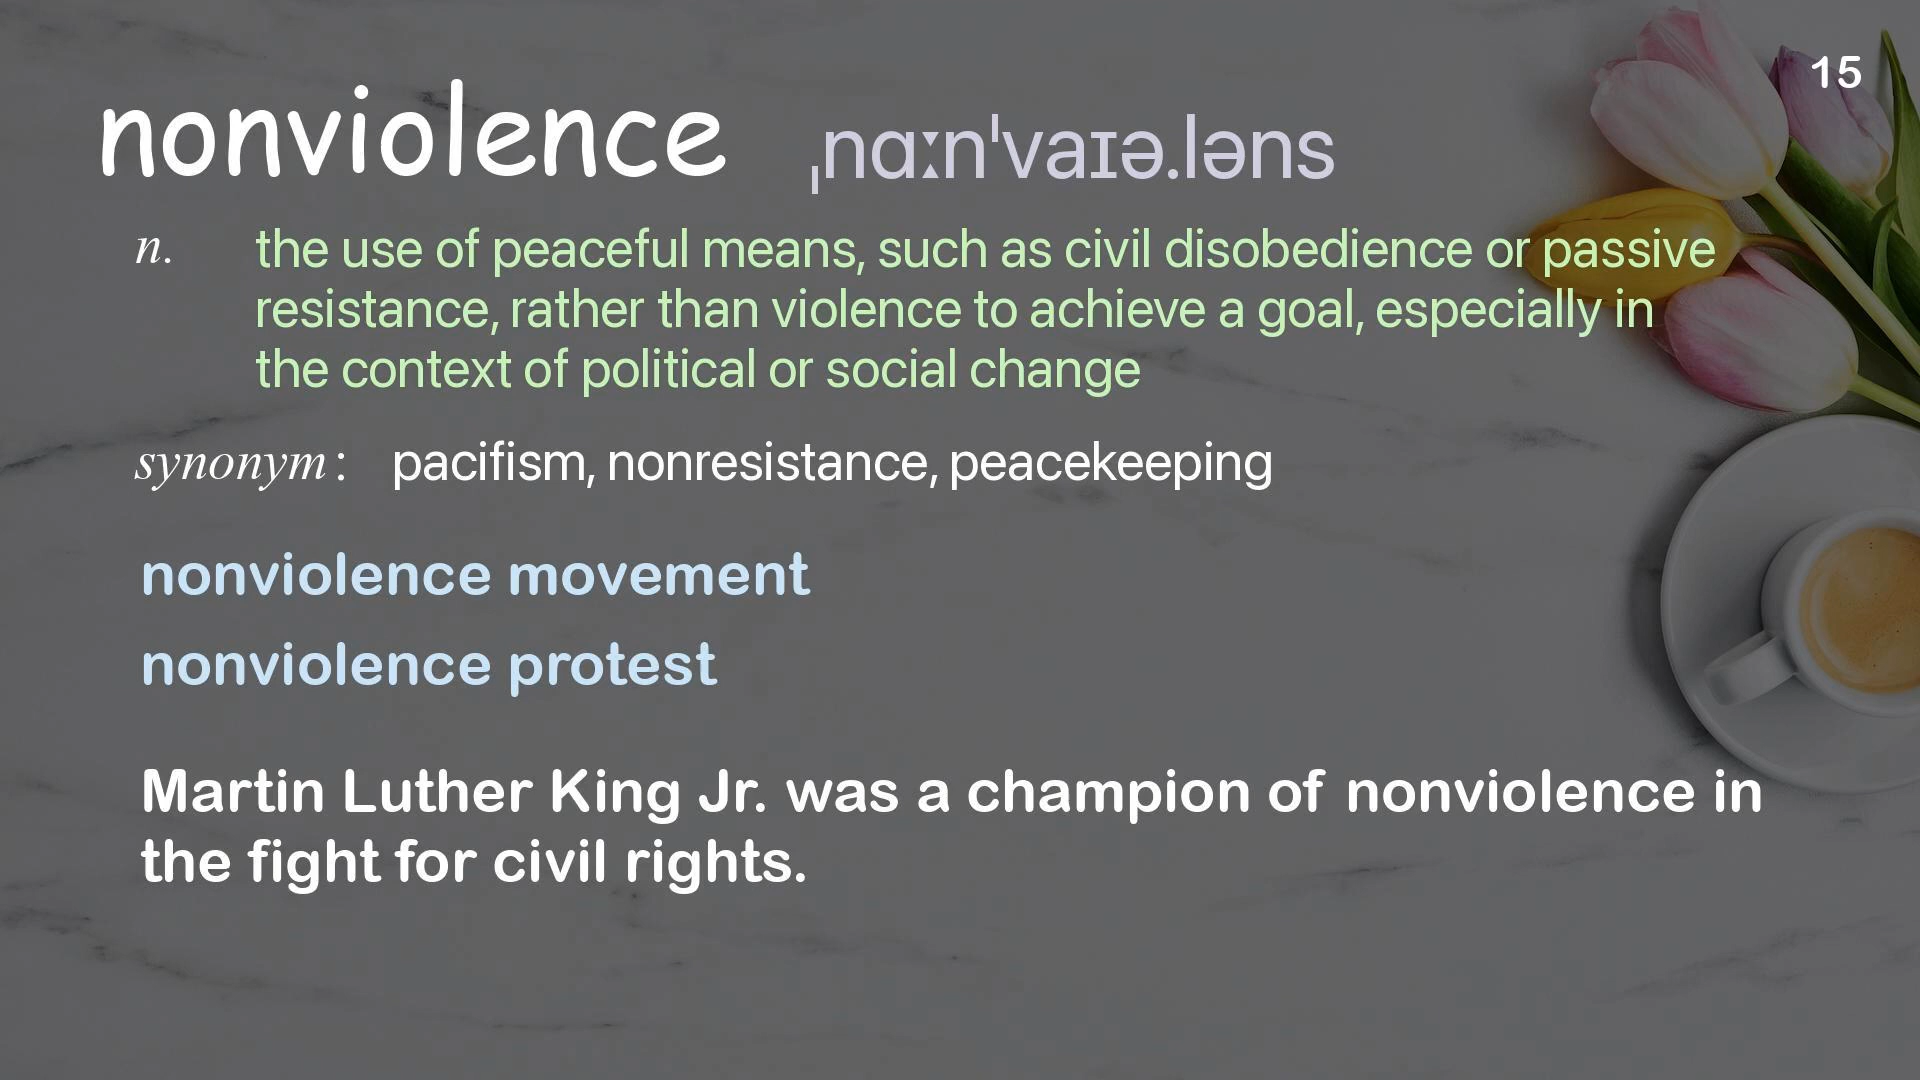 15
nonviolence ˌnɑːnˈvaɪə.ləns
n. the use of peaceful means, such as civil disobedience or passive
resistance, rather than violence to achieve a goal, especially in
the context of political or social change
synonym : pacifism, nonresistance, peacekeeping
nonviolence movement
nonviolence protest
Martin Luther King Jr. was a champion of nonviolence in
the fight for civil rights.